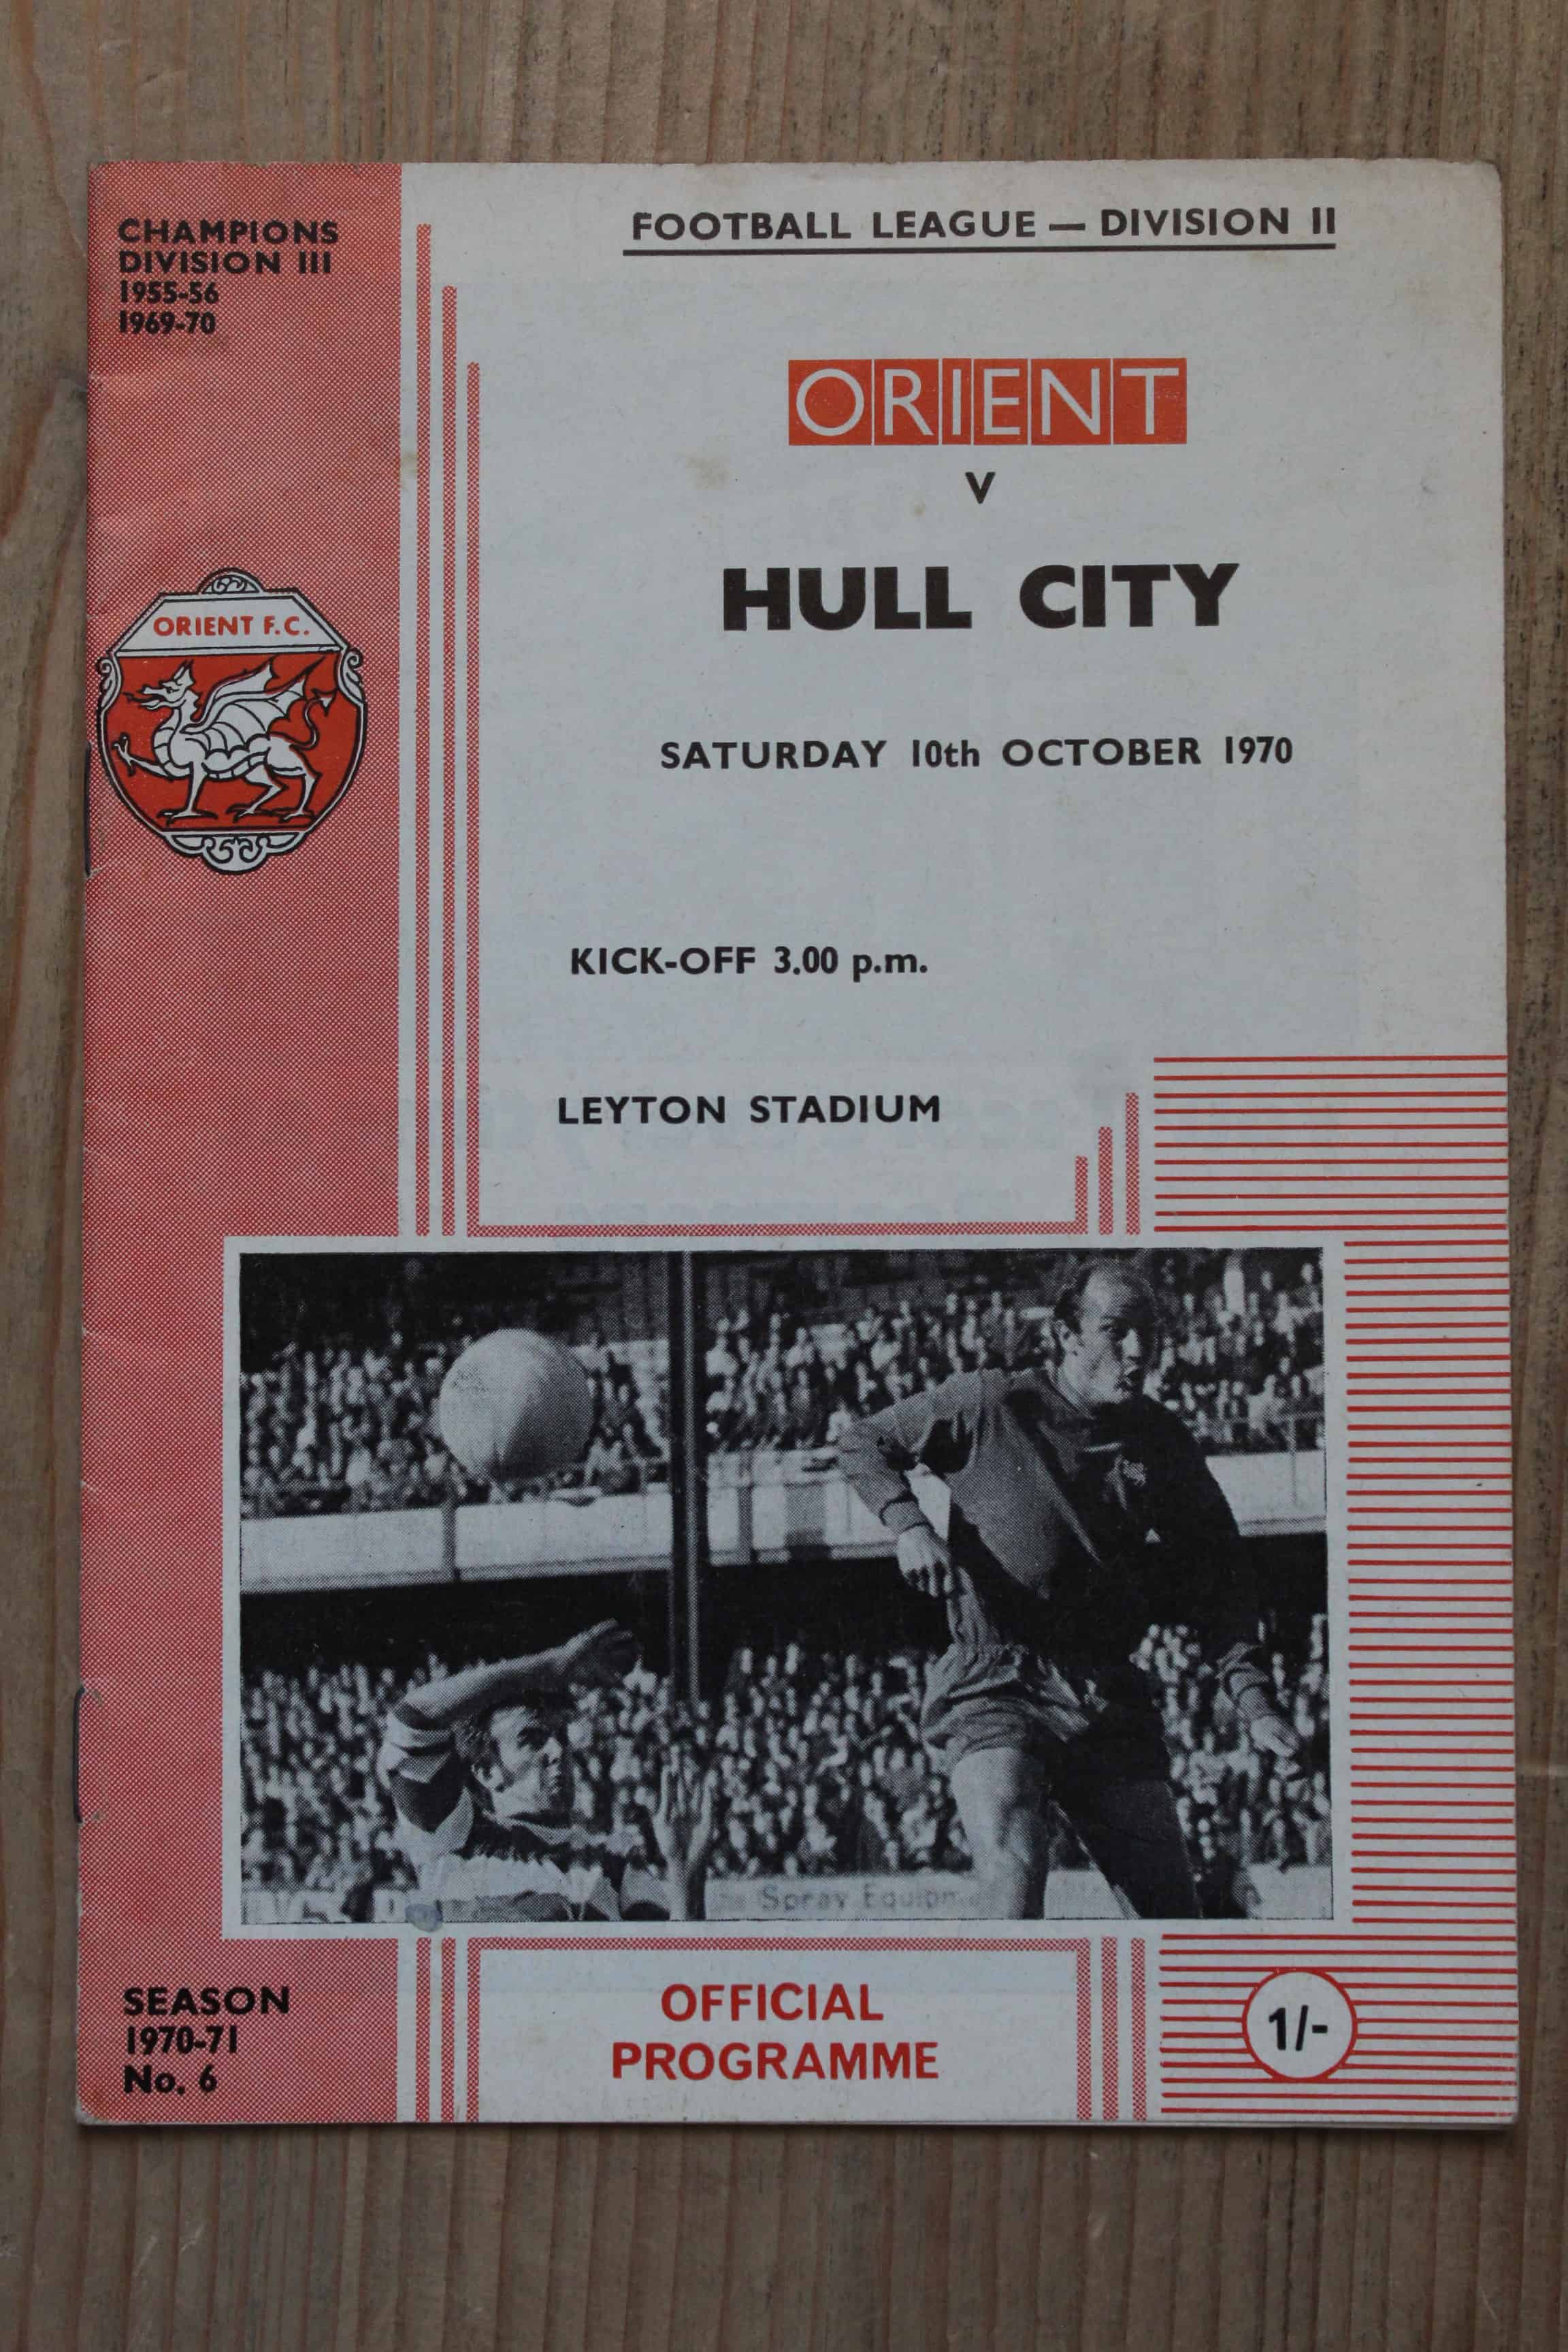 CHAMPIONS
DIVISION III
1955-56
1969-70
FOOTBALL LEAGUE — DIVISION II
ORIENT
V
HULL CITY
ORIENT F.C.
SATURDAY 10th OCTOBER 1970
KICK-OFF 3.00 p.m.
LEYTON STADIUM
Spray
SEASON
1970-71
No. 6
OFFICIAL
PROGRAMME
1/-